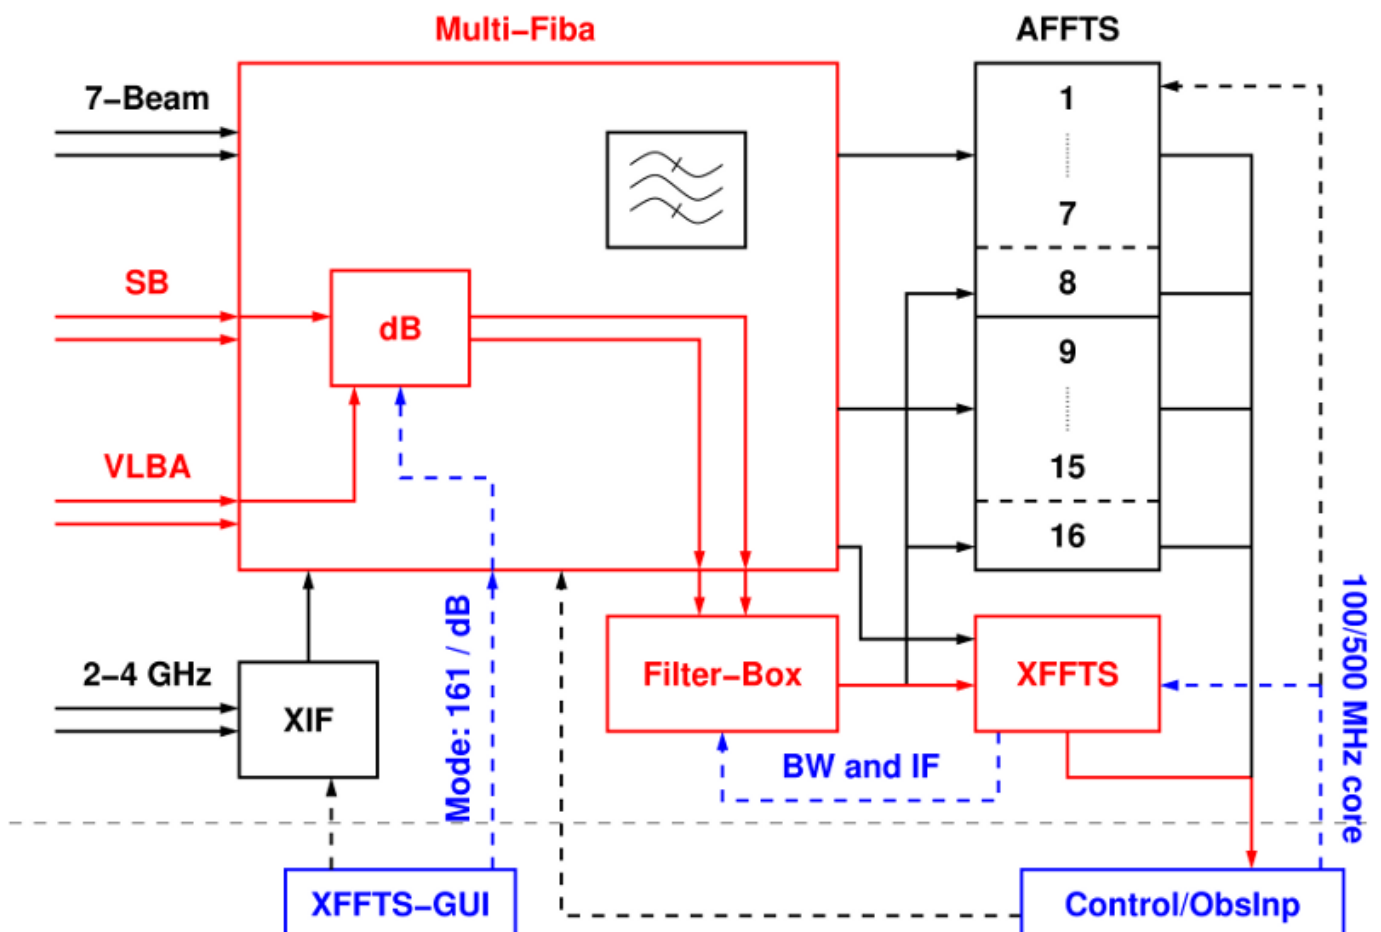 Multi–Fiba
AFFTS
7–Beam
1
7
SB
8
dB
9
VLBA
15
16
Mode: 161 / dB
100/500 MHz core
2–4 GHz
Filter–Box
XFFTS
XIF
BW and IF
XFFTS–GUI
Control/ObsInp